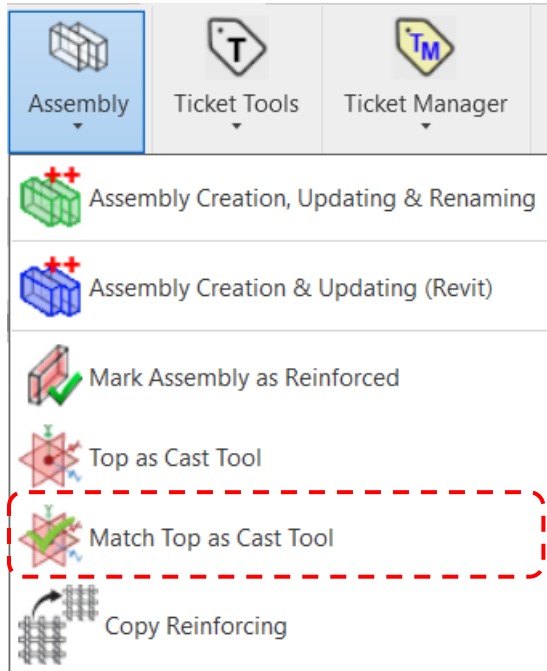 T
TM
Assembly
Ticket Tools
Ticket Manager
Assembly Creation, Updating & Renaming
Assembly Creation & Updating (Revit)
Mark Assembly as Reinforced
Top as Cast Tool
Match Top as Cast Tool
Copy Reinforcing